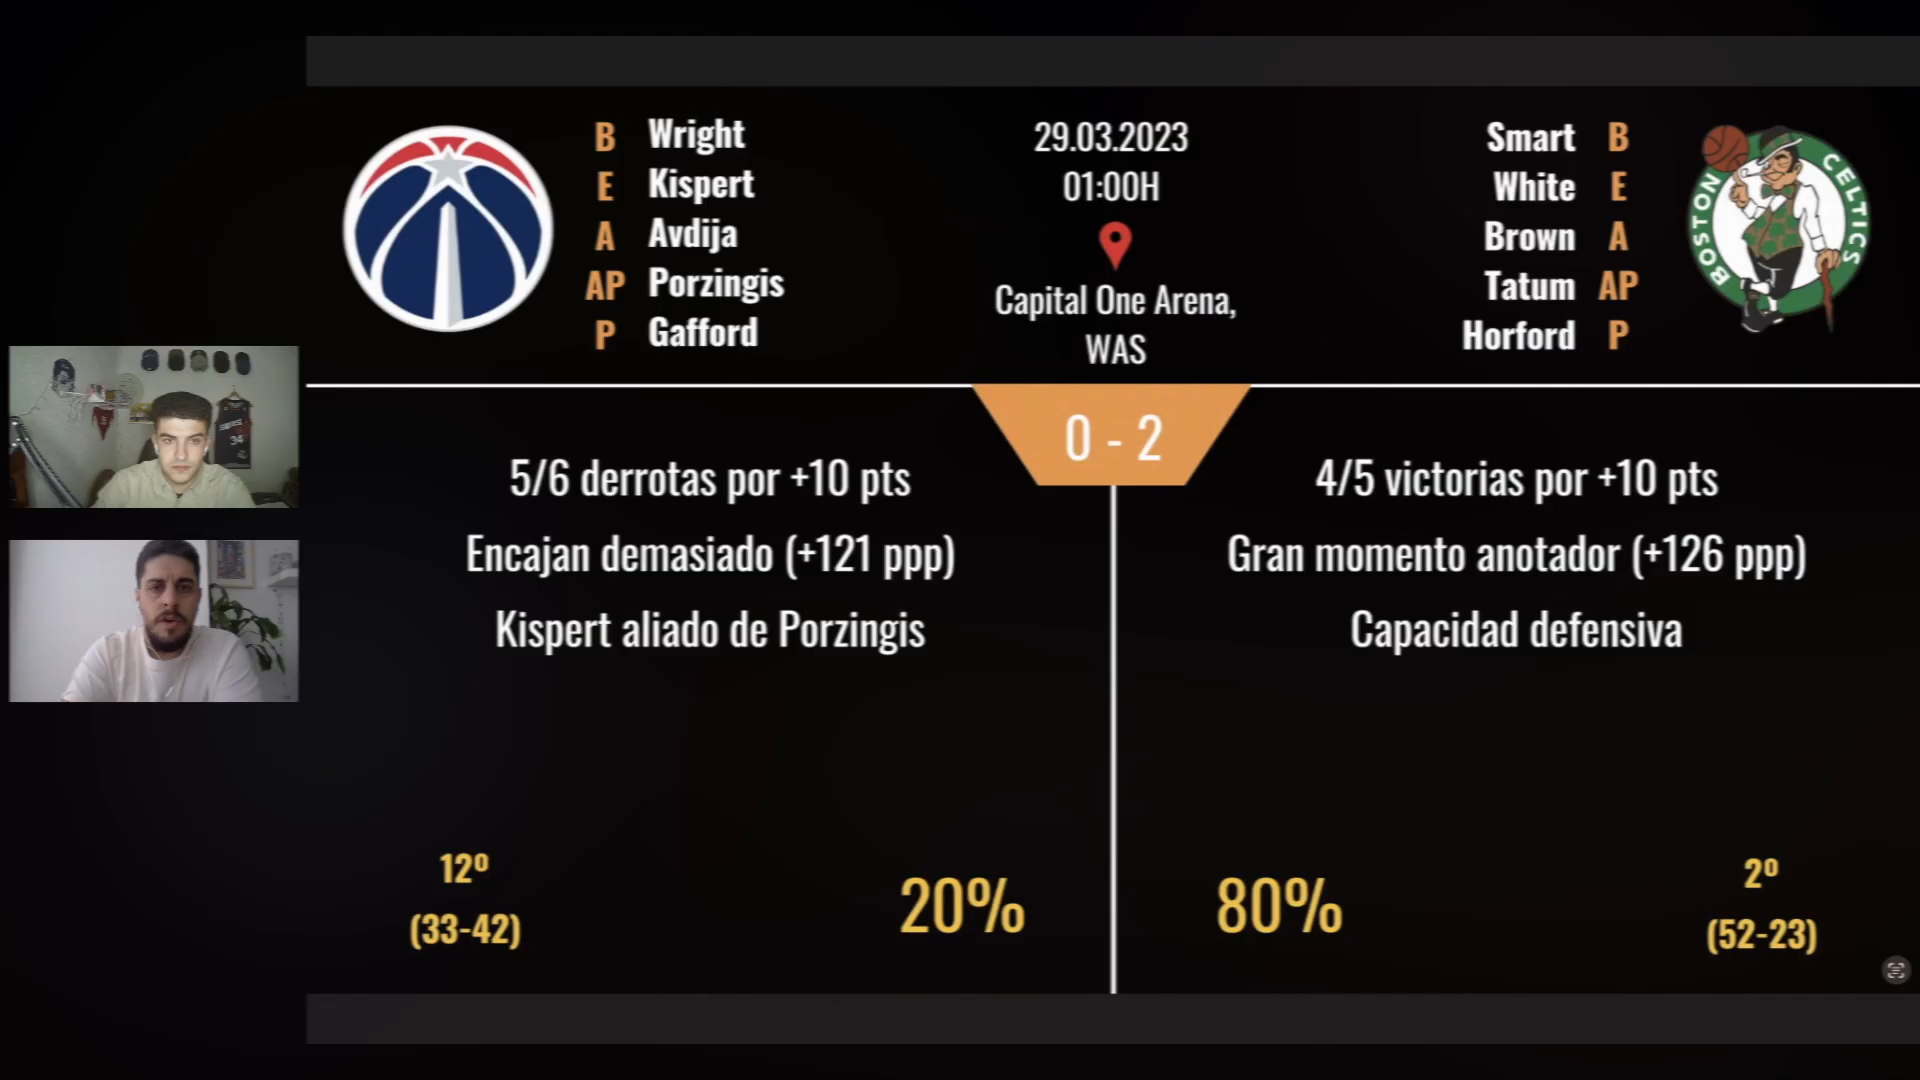 B Wright
E Kispert
A Avdija
AP Porzingis
P Gafford
29.03.2023
01:00H
Capital One Arena,
WAS
Smart B
White E
Brown A
Tatum AP
Horford P
BOSTON CELTICS
0 - 2
5/6 derrotas por +10 pts
Encajan demasiado (+121 ppp)
Kispert aliado de Porzingis
4/5 victorias por +10 pts
Gran momento anotador (+126 ppp)
Capacidad defensiva
12º
(33-42)
20%
80%
2º
(52-23)
34